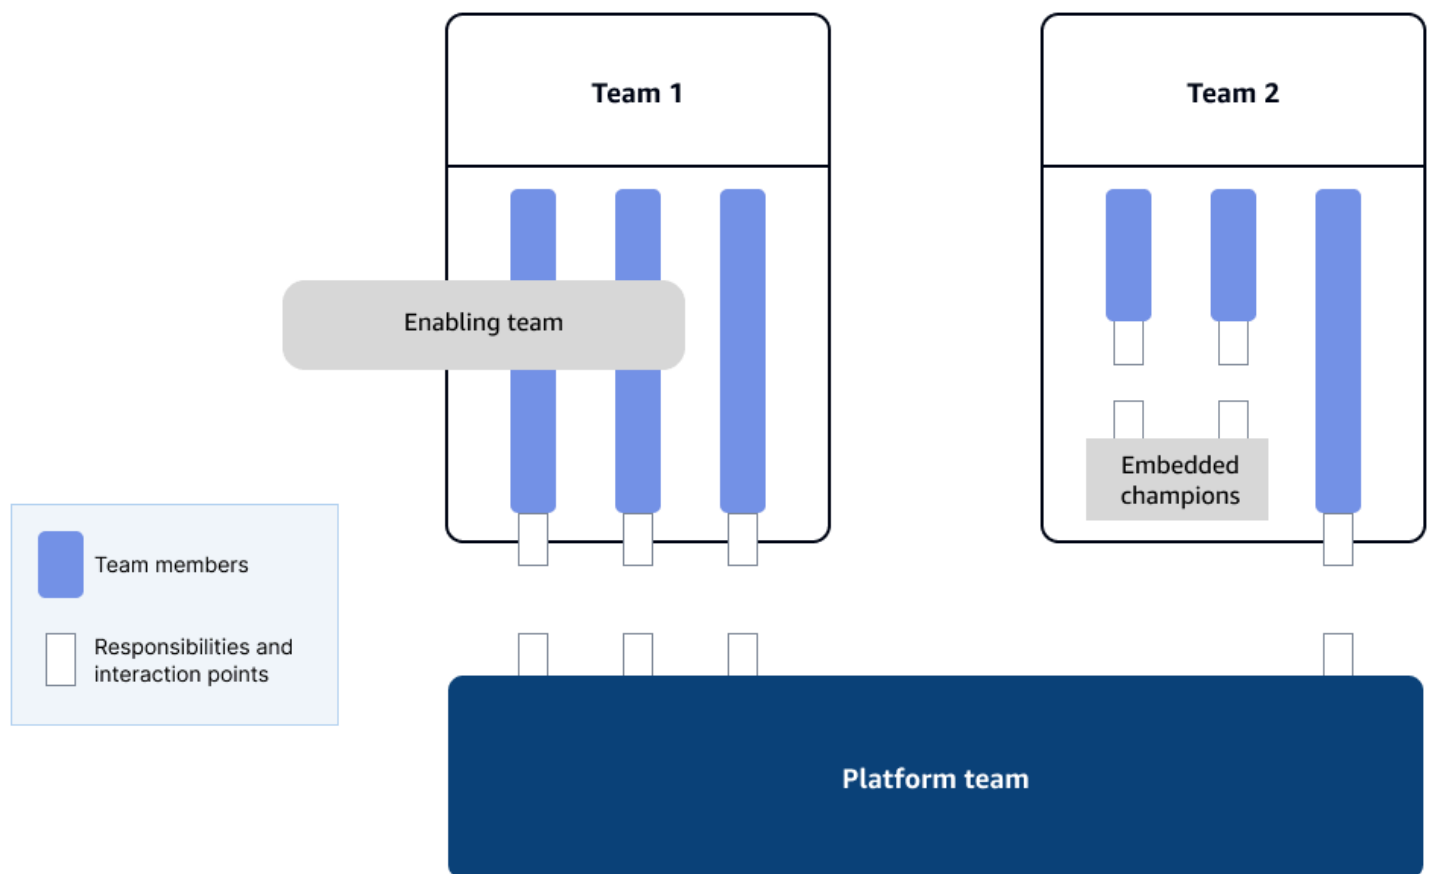 Team 1
Team 2
Enabling team
Embedded
champions
Team members
Responsibilities and
interaction points
Platform team